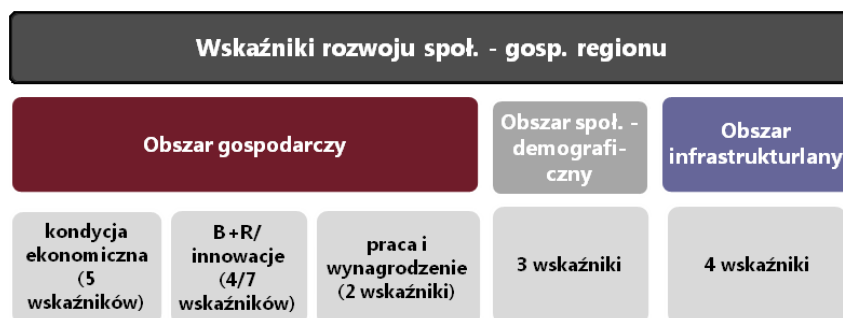 Wskaźniki rozwoju społ. - gosp. regionu
Obszar gospodarczy
Obszar społ. -
demografi-
czny
Obszar
infrastrukturlany
kondycja
ekonomiczna
(5
wskaźników)
B+R/
innowacje
(4/7
wskaźników)
praca i
wynagrodzenie
(2 wskaźniki)
3 wskaźniki
4 wskaźniki